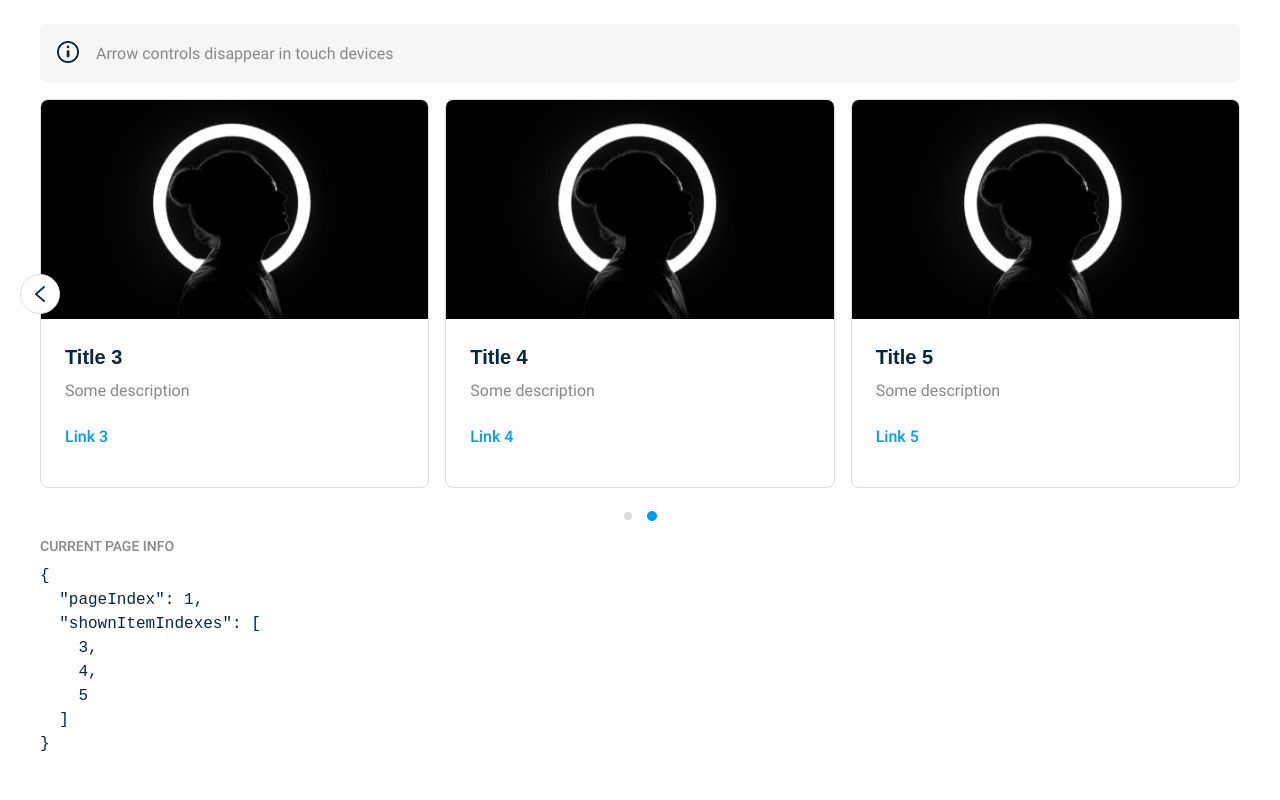 Arrow controls disappear in touch devices
Title 3
Some description
Link 3
Title 4
Some description
Link 4
Title 5
Some description
Link 5
CURRENT PAGE INFO
{
  "pageIndex": 1,
  "shownItemIndexes": [
    3,
    4,
    5
  ]
}